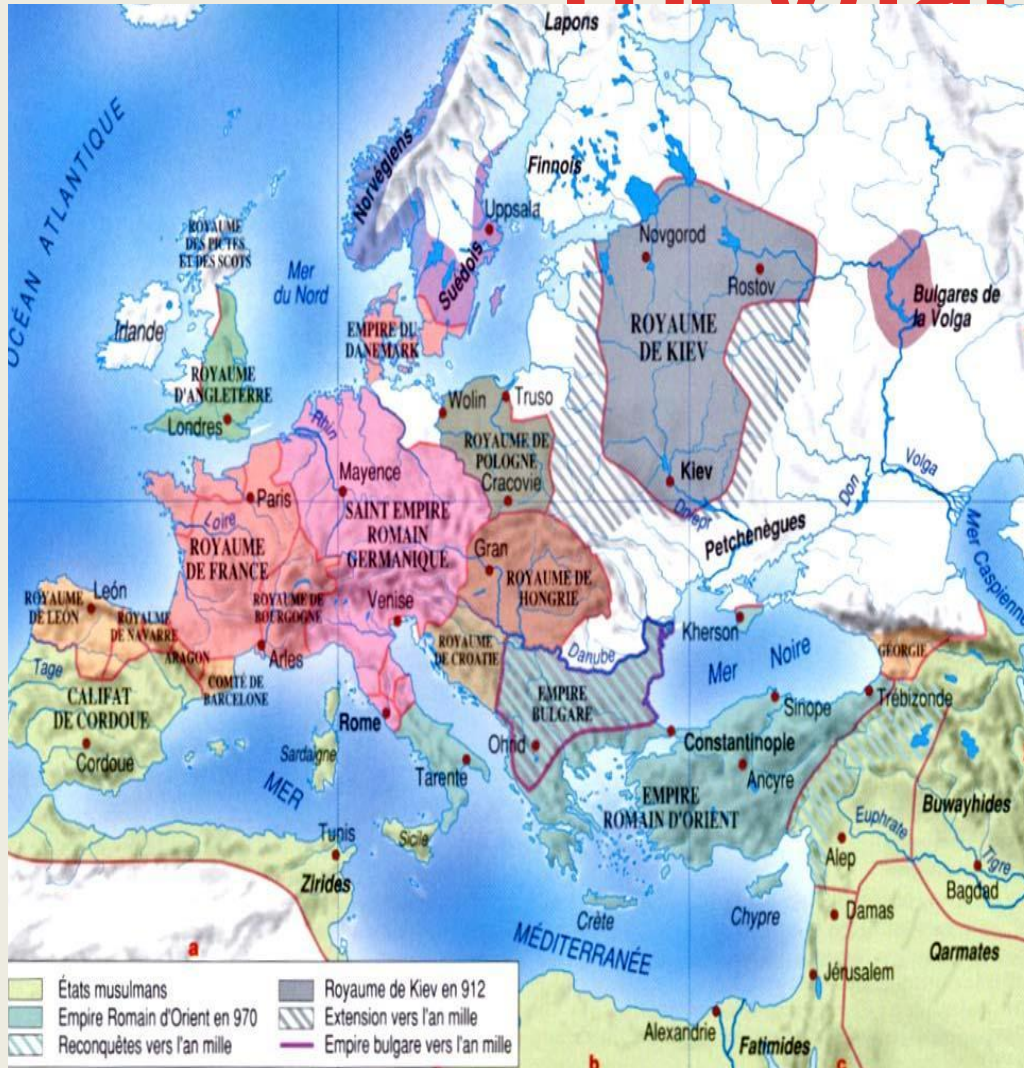 Lapons
OCÉAN ATLANTIQUE
Norvégiens
Finnois
Uppsala
Suédois
ROYAUME
DES PICTES
ET DES SCOTS
Mer
du Nord
Novgorod
Rostov
Bulgares de
la Volga
Irlande
EMPIRE DU
DANEMARK
ROYAUME
DE KIEV
ROYAUME
D'ANGLETERRE
Londres
Wolin
Truso
Rhin
ROYAUME DE
POLOGNE
Cracovie
Mayence
Kiev
Volga
Don
Paris
Dniepr
Loire
SAINT EMPIRE
ROMAIN
GERMANIQUE
Petchenègues
Mer Caspienne
ROYAUME
DE FRANCE
Gran
ROYAUME DE
HONGRIE
León
ROYAUME
DE LEÓN
ROYAUME
DE NAVARRE
ROYAUME DE
BOURGOGNE
Venise
Kherson
ROYAUME
DE CROATIE
Danube
Mer Noire
GÉORGIE
Tage
ARAGON
Arles
COMTÉ DE
BARCELONE
CALIFAT
DE CORDOUE
Cordoue
EMPIRE
BULGARE
Sinope
Trébizonde
Rome
Ohrid
Constantinople
Sardaigne
Tarente
Ancyre
MER
EMPIRE
ROMAIN D'ORIENT
Buwayhides
Euphrate
Tunis
Sicile
Alep
Tigre
Zirides
Bagdad
Crète
Chypre
Damas
MÉDITERRANÉE
a
Qarmates
Jérusalem
États musulmans
Empire Romain d'Orient en 970
Reconquêtes vers l'an mille
Royaume de Kiev en 912
Extension vers l'an mille
Empire bulgare vers l'an mille
Alexandrie
Fatimides
b
c